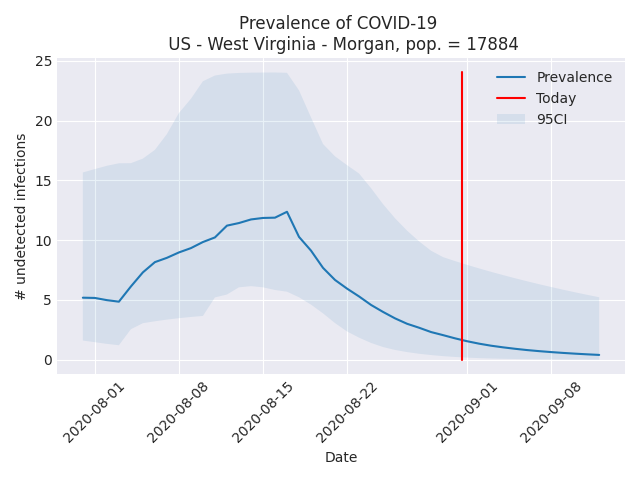 Prevalence of COVID-19
US - West Virginia - Morgan, pop. = 17884
25
20
15
10
5
0
# undetected infections
Prevalence
Today
95CI
2020-08-01
2020-08-08
2020-08-15
2020-08-22
2020-09-01
2020-09-08
Date